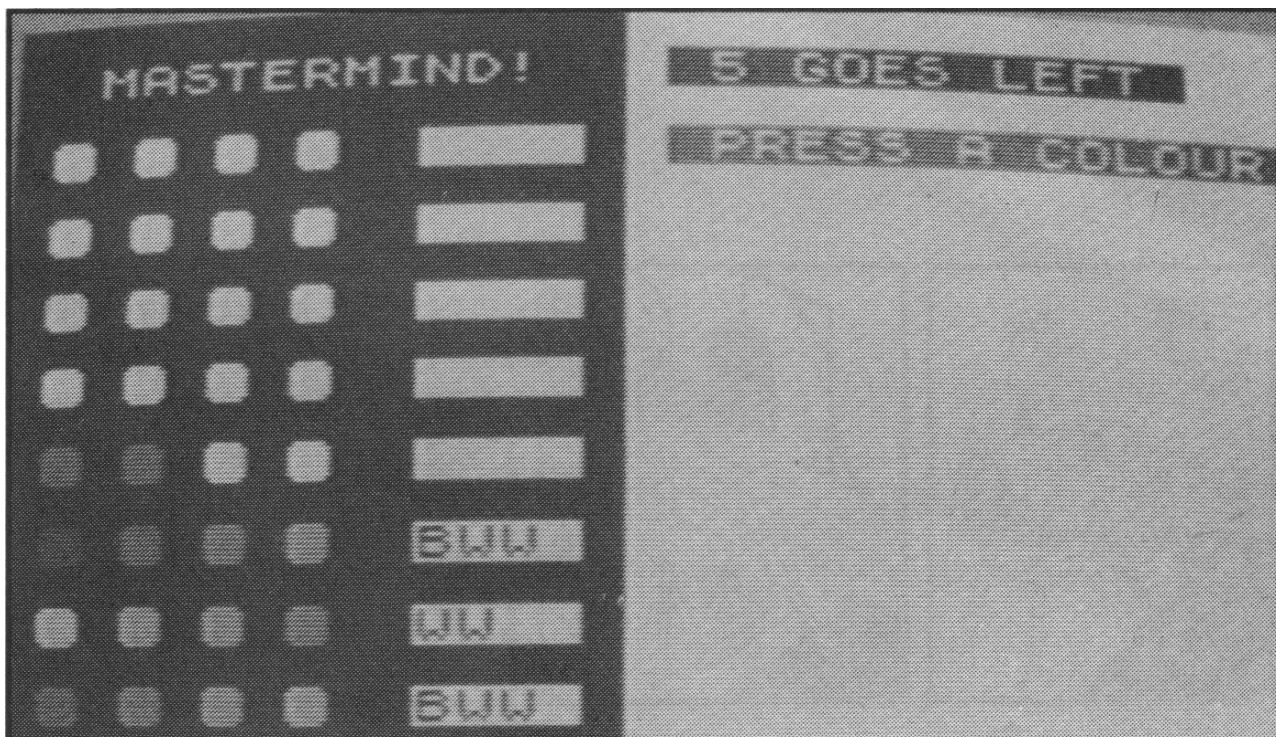 MASTERMIND!
5 GOES LEFT
PRESS A COLOUR
BWW
WW
BWW